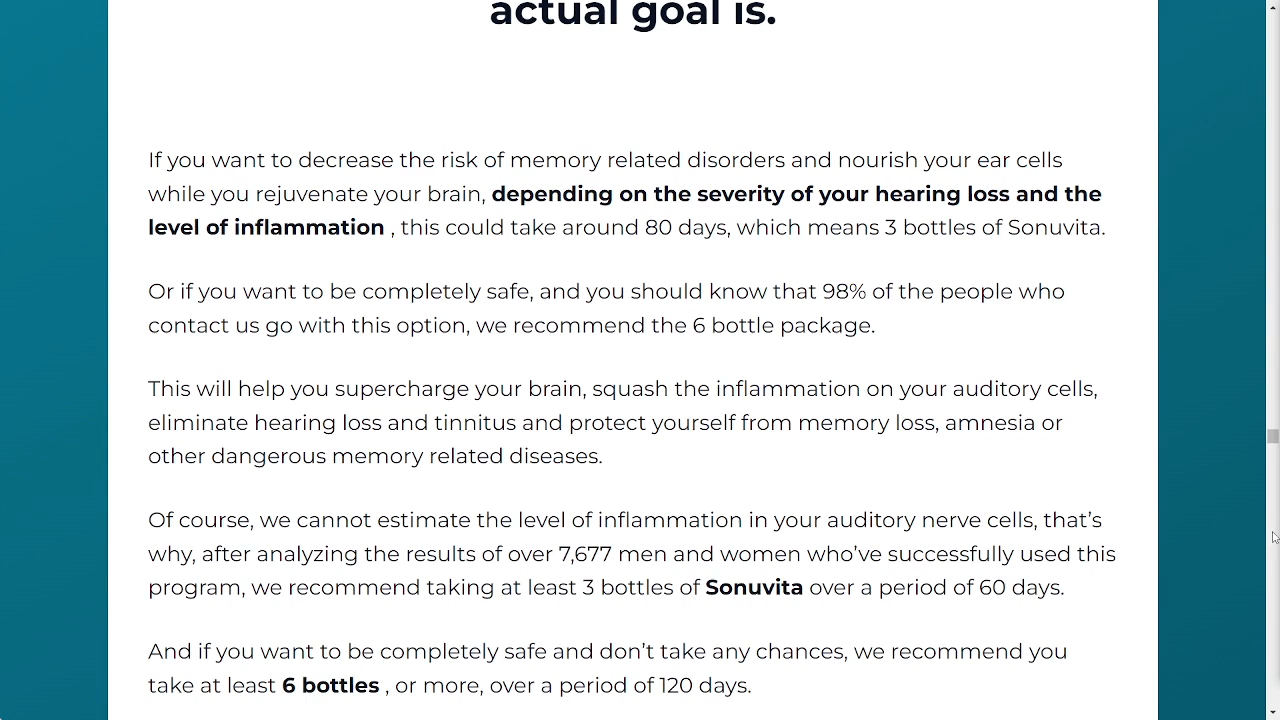 actual goal is.
If you want to decrease the risk of memory related disorders and nourish your ear cells
while you rejuvenate your brain, depending on the severity of your hearing loss and the
level of inflammation , this could take around 80 days, which means 3 bottles of Sonuvita.
Or if you want to be completely safe, and you should know that 98% of the people who
contact us go with this option, we recommend the 6 bottle package.
This will help you supercharge your brain, squash the inflammation on your auditory cells,
eliminate hearing loss and tinnitus and protect yourself from memory loss, amnesia or
other dangerous memory related diseases.
Of course, we cannot estimate the level of inflammation in your auditory nerve cells, that’s
why, after analyzing the results of over 7,677 men and women who’ve successfully used this
program, we recommend taking at least 3 bottles of Sonuvita over a period of 60 days.
And if you want to be completely safe and don’t take any chances, we recommend you
take at least 6 bottles , or more, over a period of 120 days.